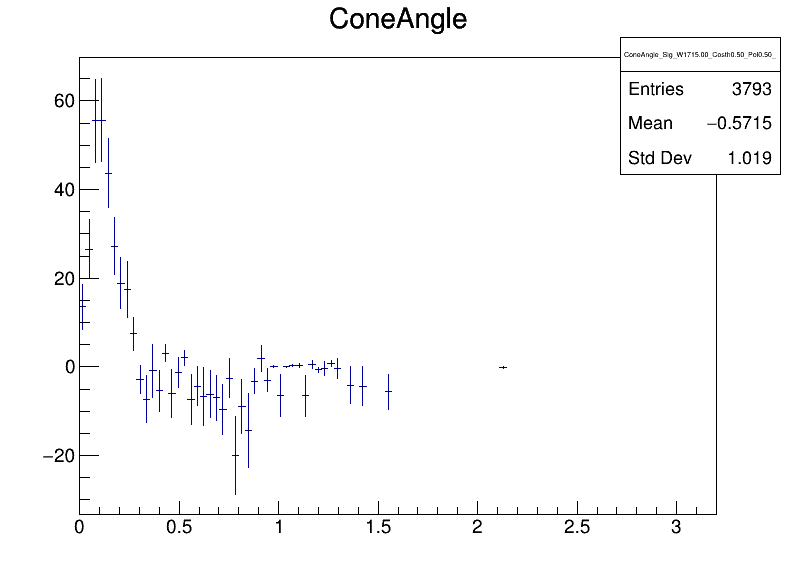 ConeAngle
ConeAngle_Sig_W1715.00_Costh0.50_Pol0.50_
Entries 3793
Mean −0.5715
Std Dev 1.019
60
40
20
0
−20
0 0.5 1 1.5 2 2.5 3